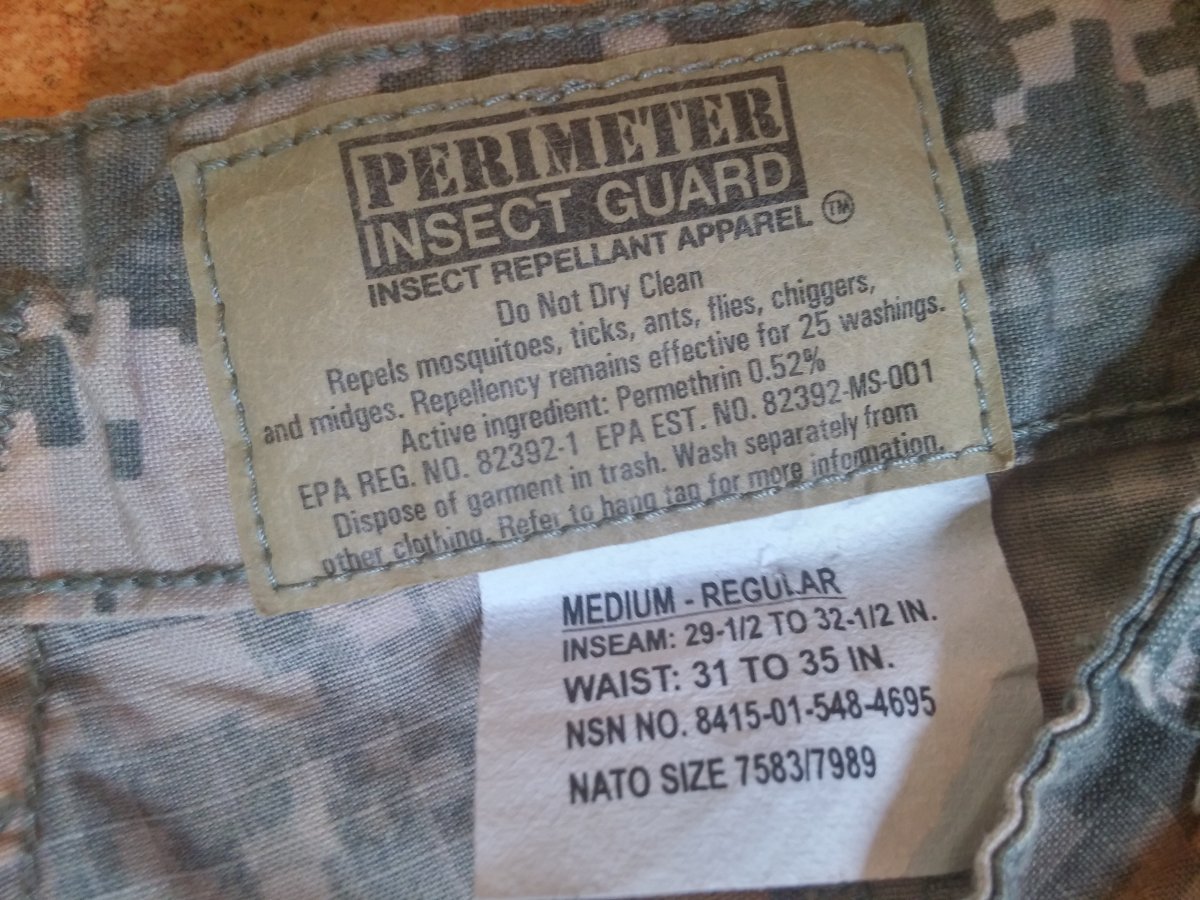 PERIMETER
INSECT GUARD
INSECT REPELLANT APPAREL ™
Do Not Dry Clean
Repels mosquitoes, ticks, ants, flies, chiggers,
and midges. Repellency remains effective for 25 washings.
Active ingredient: Permethrin 0.52%
EPA REG. NO. 82392-1 EPA EST. NO. 82392-MS-001
Dispose of garment in trash. Wash separately from
other clothing. Refer to hang tag for more information.
MEDIUM - REGULAR
INSEAM: 29-1/2 TO 32-1/2 IN.
WAIST: 31 TO 35 IN.
NSN NO. 8415-01-548-4695
NATO SIZE 7583/7989